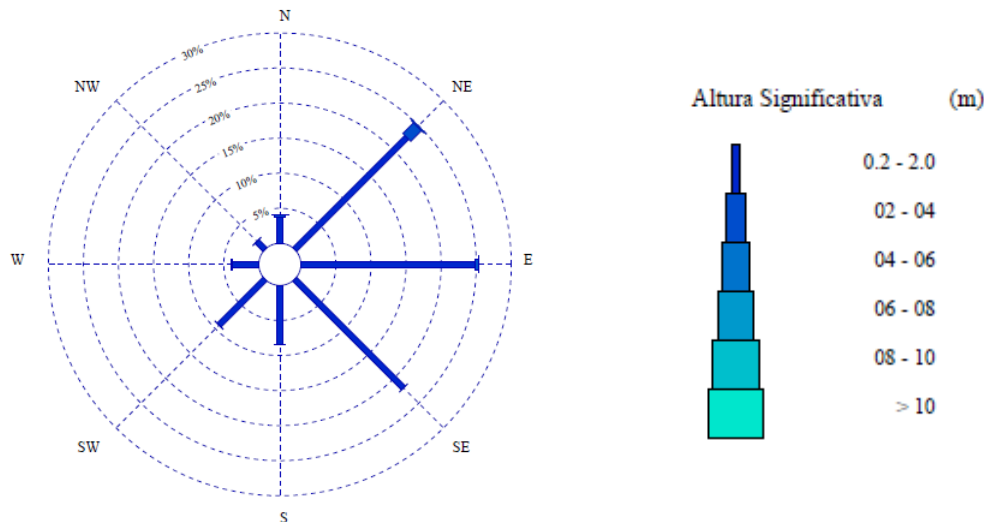 N
NE
E
SE
S
SW
W
NW
30%
25%
20%
15%
10%
5%
Altura Significativa (m)
0.2 - 2.0
02 - 04
04 - 06
06 - 08
08 - 10
> 10